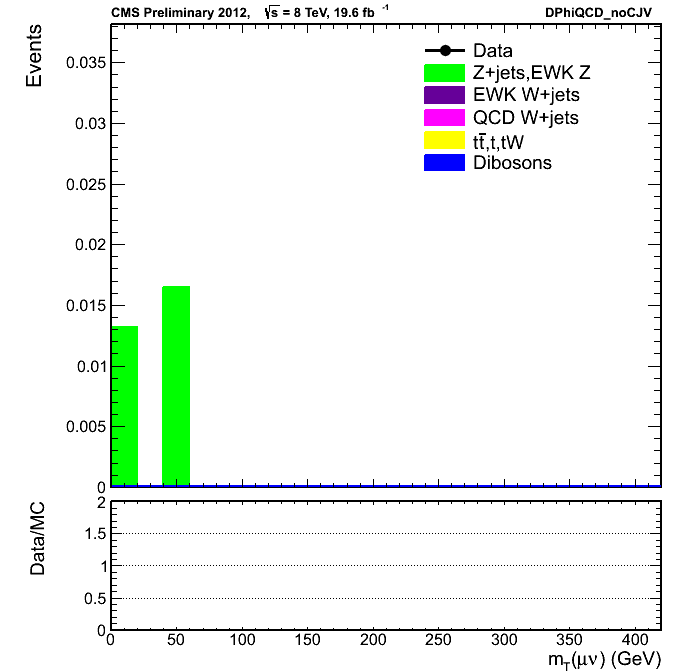 CMS Preliminary 2012, √s = 8 TeV, 19.6 fb⁻¹ DPhiQCD_noCJV
Events
0.035
0.03
0.025
0.02
0.015
0.01
0.005
0
Data
Z+jets,EWK Z
EWK W+jets
QCD W+jets
tt̅,t,tW
Dibosons
Data/MC
2
1.5
1
0.5
0
0 50 100 150 200 250 300 350 400
m_T(μν) (GeV)